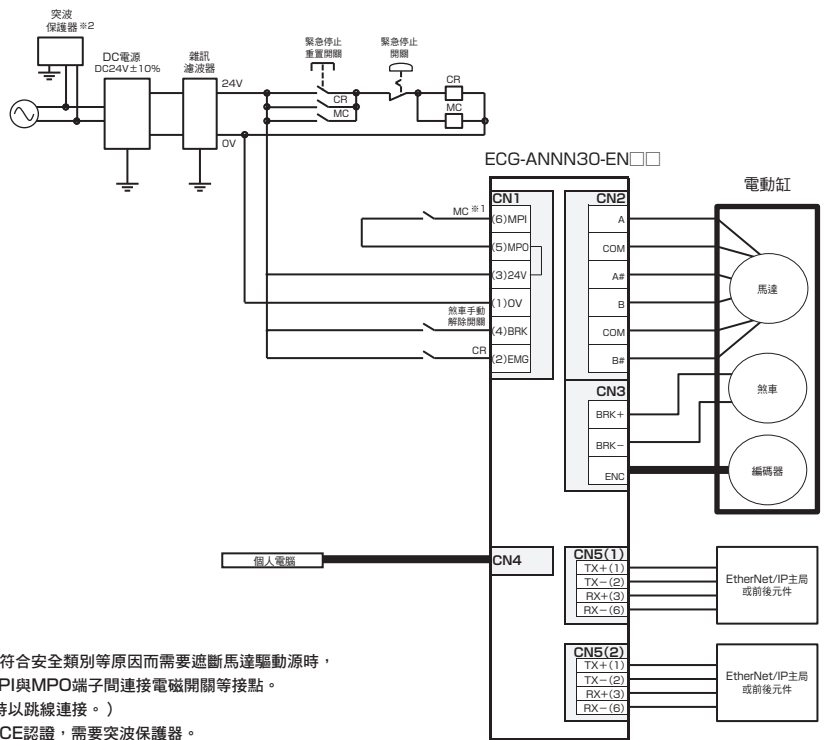 突波
保護器※2
DC電源
DC24V±10%
雜訊
濾波器
24V
0V
緊急停止
重置開關
緊急停止
開關
CR
MC
CR
MC
ECG-ANNN30-EN□□
電動缸
CN1
MC※1
(6)MPI
(5)MPO
(3)24V
(1)0V
煞車手動
解除開關
(4)BRK
CR
(2)EMG
CN2
A
COM
A#
B
COM
B#
CN3
BRK+
BRK−
ENC
馬達
煞車
編碼器
個人電腦
CN4
CN5(1)
TX+(1)
TX−(2)
RX+(3)
RX−(6)
EtherNet/IP主局
或前後元件
CN5(2)
TX+(1)
TX−(2)
RX+(3)
RX−(6)
EtherNet/IP主局
或前後元件
符合安全類別等原因而需要遮斷馬達驅動源時，
PI與MPO端子間連接電磁開關等接點。
時以跳線連接。）
CE認證，需要突波保護器。